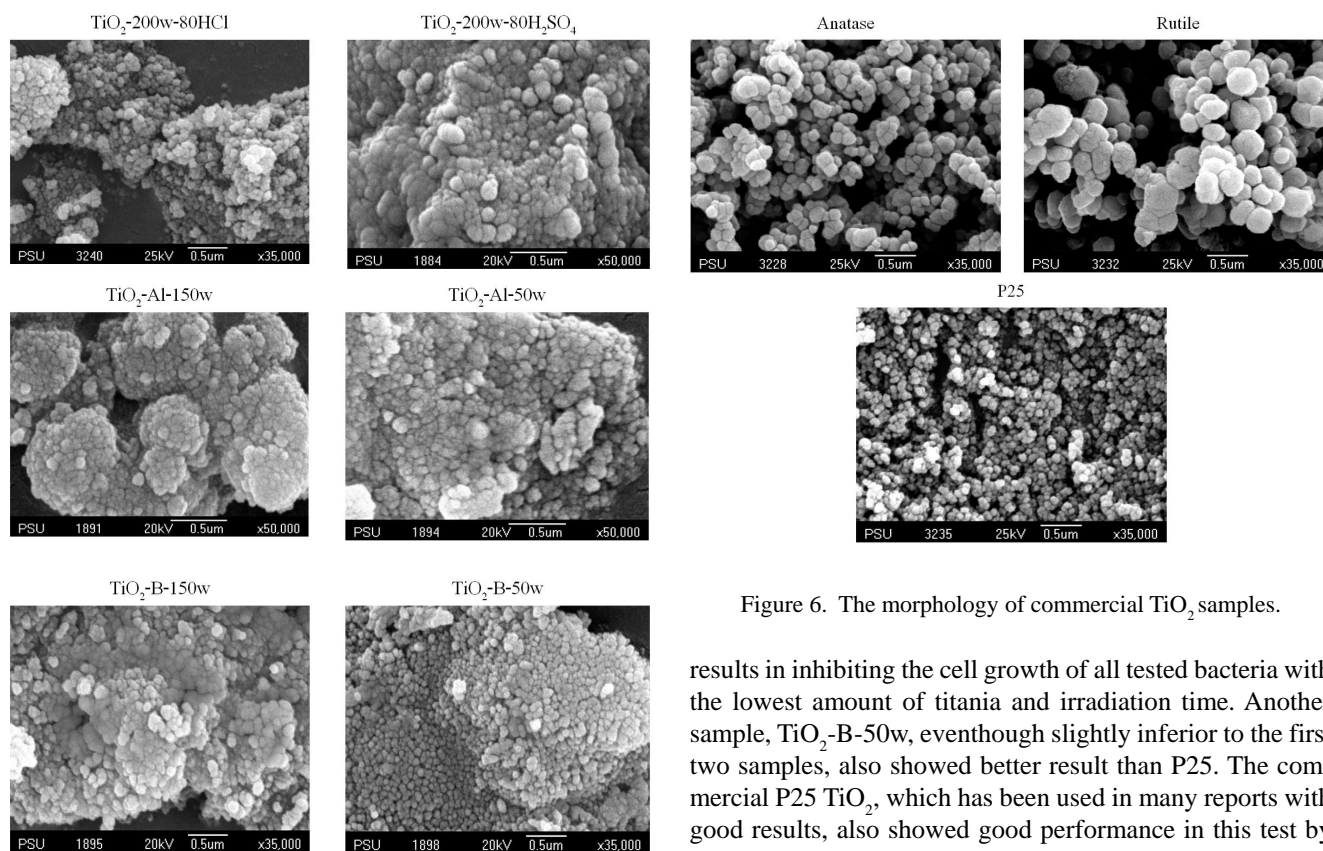 TiO₂-200w-80HCl
TiO₂-200w-80H₂SO₄
PSU 3240 25kV 0.5um x35,000
PSU 1884 20kV 0.5um x50,000
TiO₂-Al-150w
TiO₂-Al-50w
PSU 1891 20kV 0.5um x50,000
PSU 1894 20kV 0.5um x50,000
TiO₂-B-150w
TiO₂-B-50w
PSU 1895 20kV 0.5um x35,000
PSU 1898 20kV 0.5um x35,000
Anatase
Rutile
PSU 3228 25kV 0.5um x35,000
PSU 3232 25kV 0.5um x35,000
P25
PSU 3235 25kV 0.5um x35,000
Figure 6. The morphology of commercial TiO₂ samples.
results in inhibiting the cell growth of all tested bacteria with
the lowest amount of titania and irradiation time. Another
sample, TiO₂-B-50w, eventhough slightly inferior to the first
two samples, also showed better result than P25. The com-
mercial P25 TiO₂, which has been used in many reports with
good results, also showed good performance in this test by